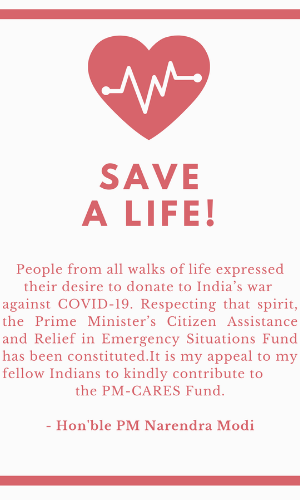 SAVE
A LIFE!
People from all walks of life expressed
their desire to donate to India's war
against COVID-19. Respecting that spirit,
the Prime Minister's Citizen Assistance
and Relief in Emergency Situations Fund
has been constituted.It is my appeal to my
fellow Indians to kindly contribute to
the PM-CARES Fund.
- Hon'ble PM Narendra Modi